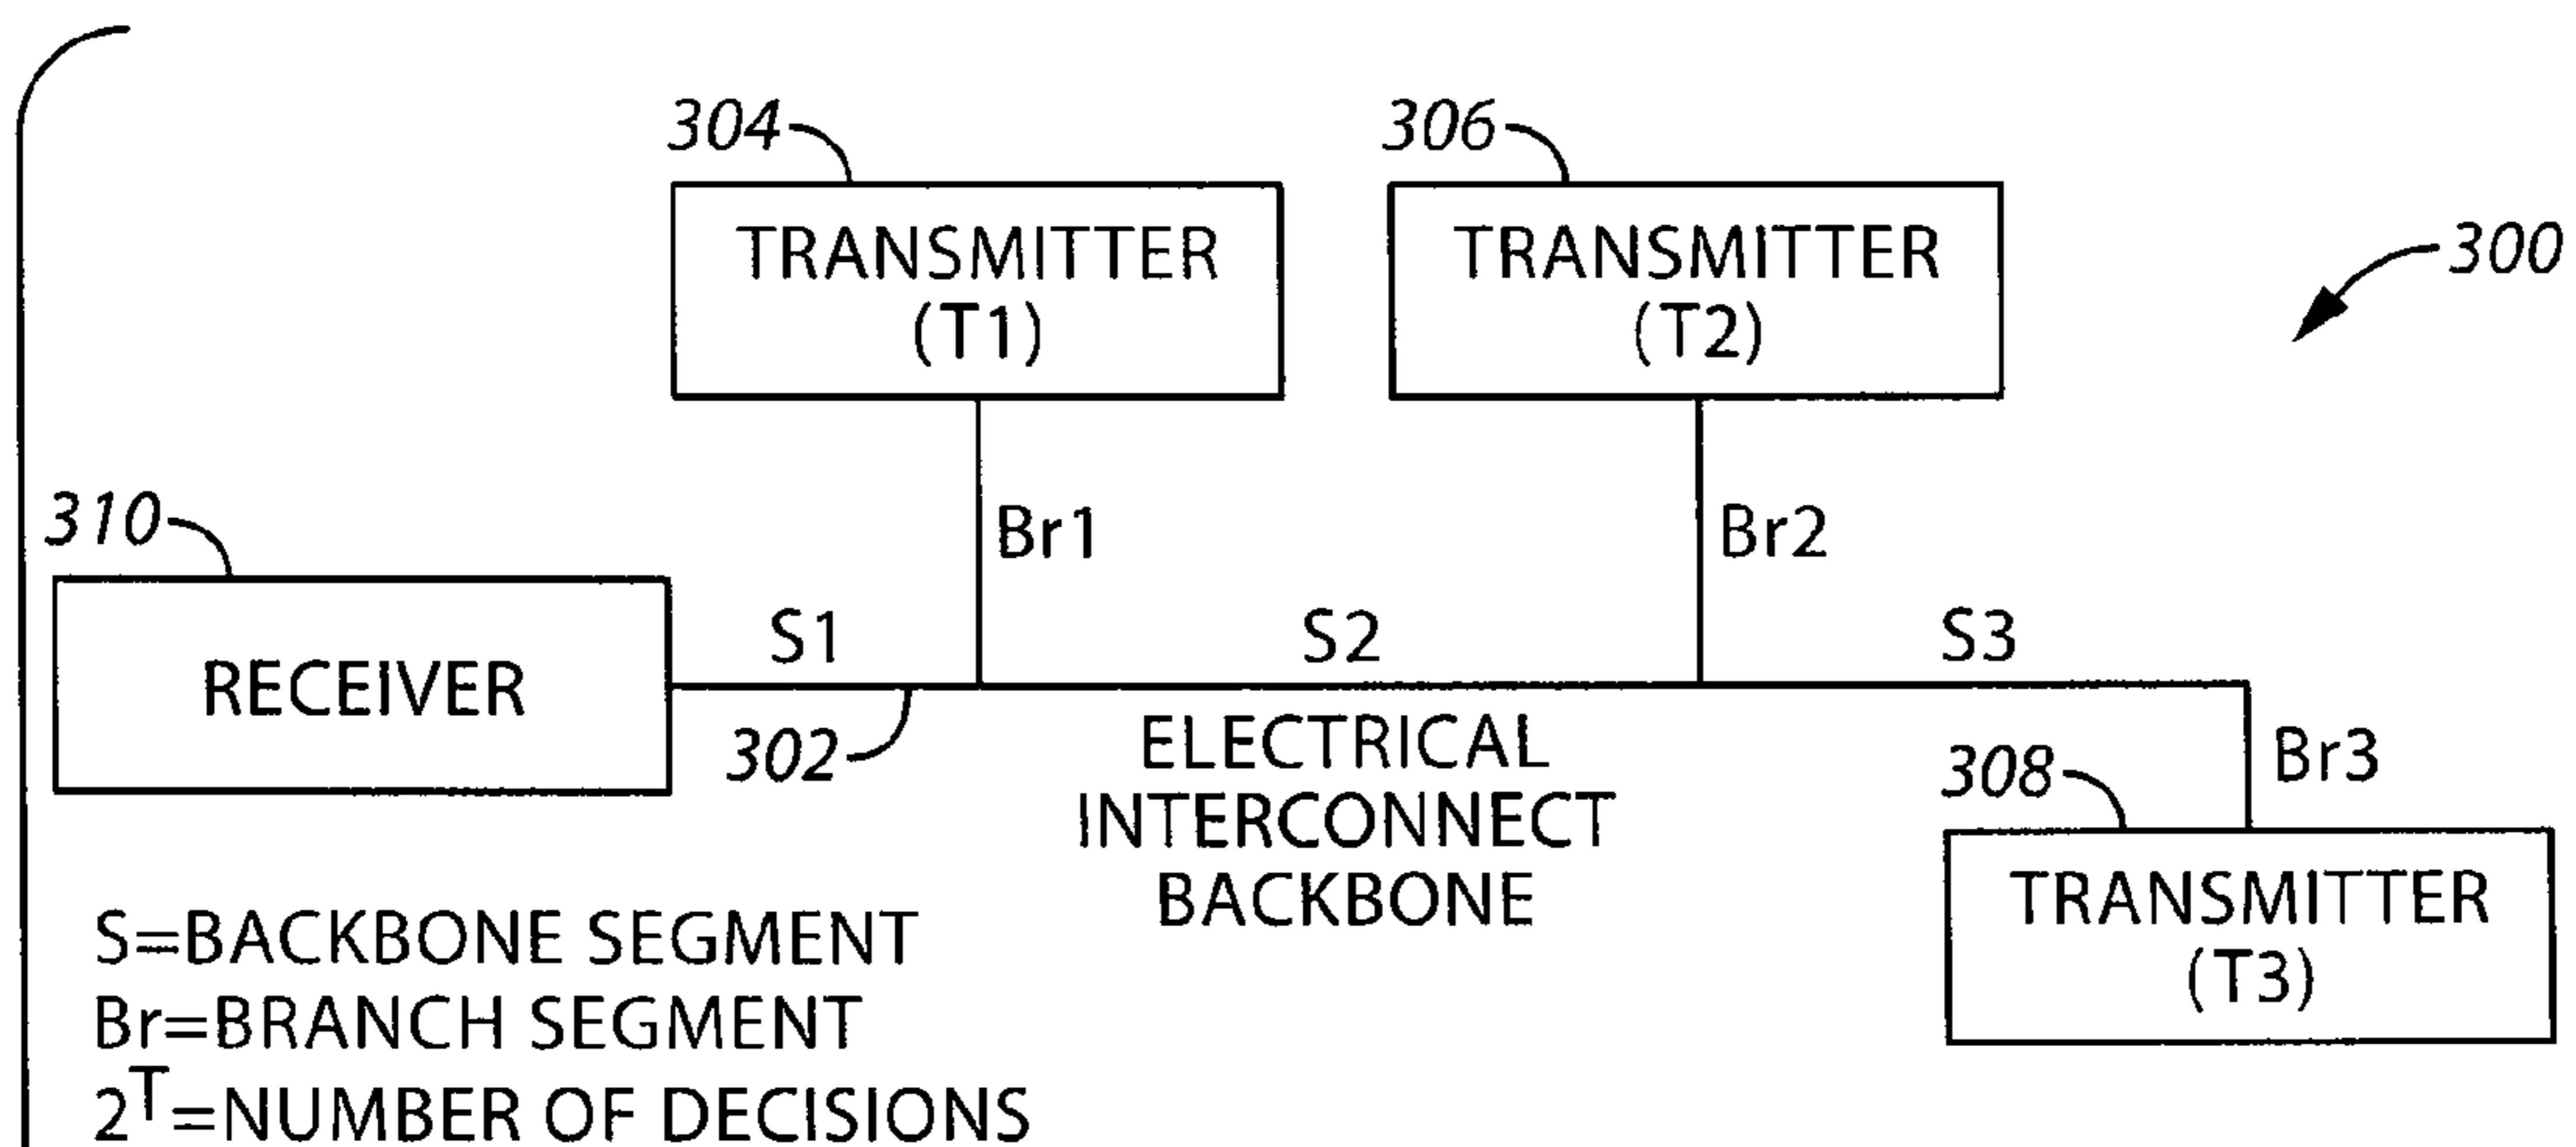 304
306
300
TRANSMITTER
(T1)
TRANSMITTER
(T2)
310
Br1
Br2
S1
S2
S3
RECEIVER
302
ELECTRICAL
INTERCONNECT
BACKBONE
Br3
308
TRANSMITTER
(T3)
S=BACKBONE SEGMENT
Br=BRANCH SEGMENT
2^T=NUMBER OF DECISIONS